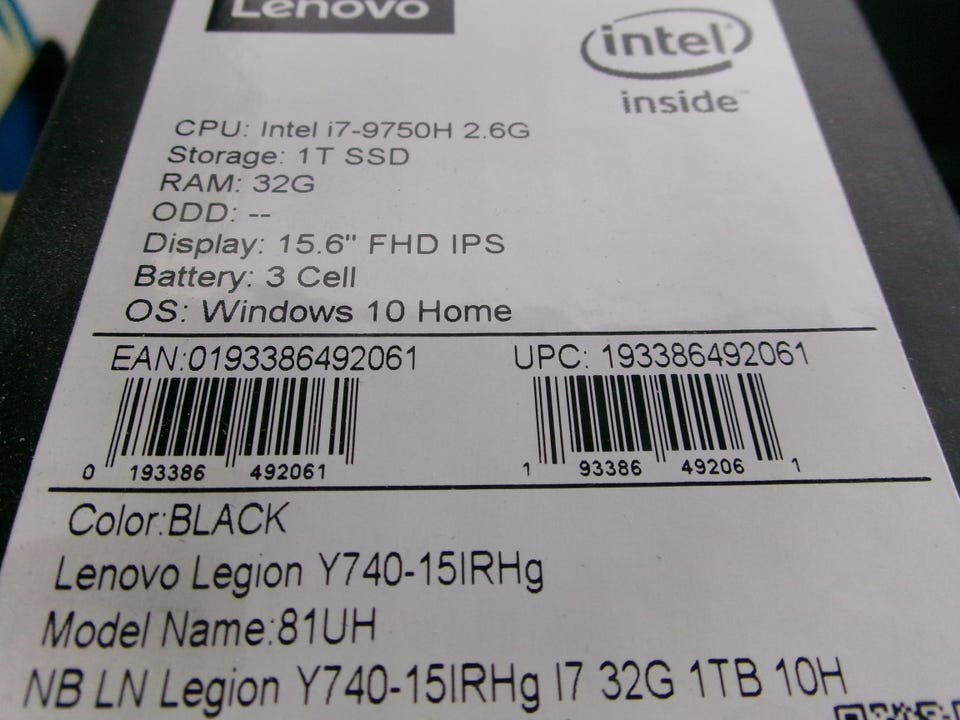 Lenovo
intel
inside™
CPU: Intel i7-9750H 2.6G
Storage: 1T SSD
RAM: 32G
ODD: --
Display: 15.6" FHD IPS
Battery: 3 Cell
OS: Windows 10 Home
EAN:0193386492061 UPC: 193386492061
0 193386 492061 1 93386 49206 1
Color:BLACK
Lenovo Legion Y740-15IRHg
Model Name:81UH
NB LN Legion Y740-15IRHg I7 32G 1TB 10H